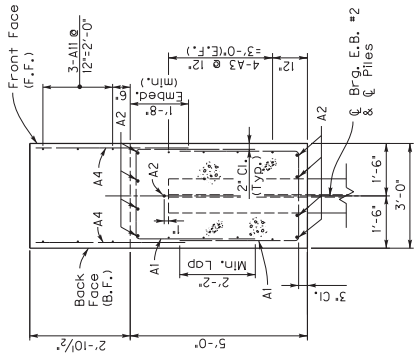 Front Face
(F.F.)
3-A11 @
12"=2'-0"
6"
1'-8"
Embed.
(min.)
4-A3 @ 12"
=3'-0"(E.F.)
12"
A2
A2
A4
A4
2" Cl.
(Typ.)
1"
A1
2'-2"
Min. Lap
A1
A2
℄ Brg. E.B. #2
& ℄ Piles
Back
Face
(B.F.)
3" Cl.
2'-10½"
5'-0"
1'-6"
1'-6"
3'-0"